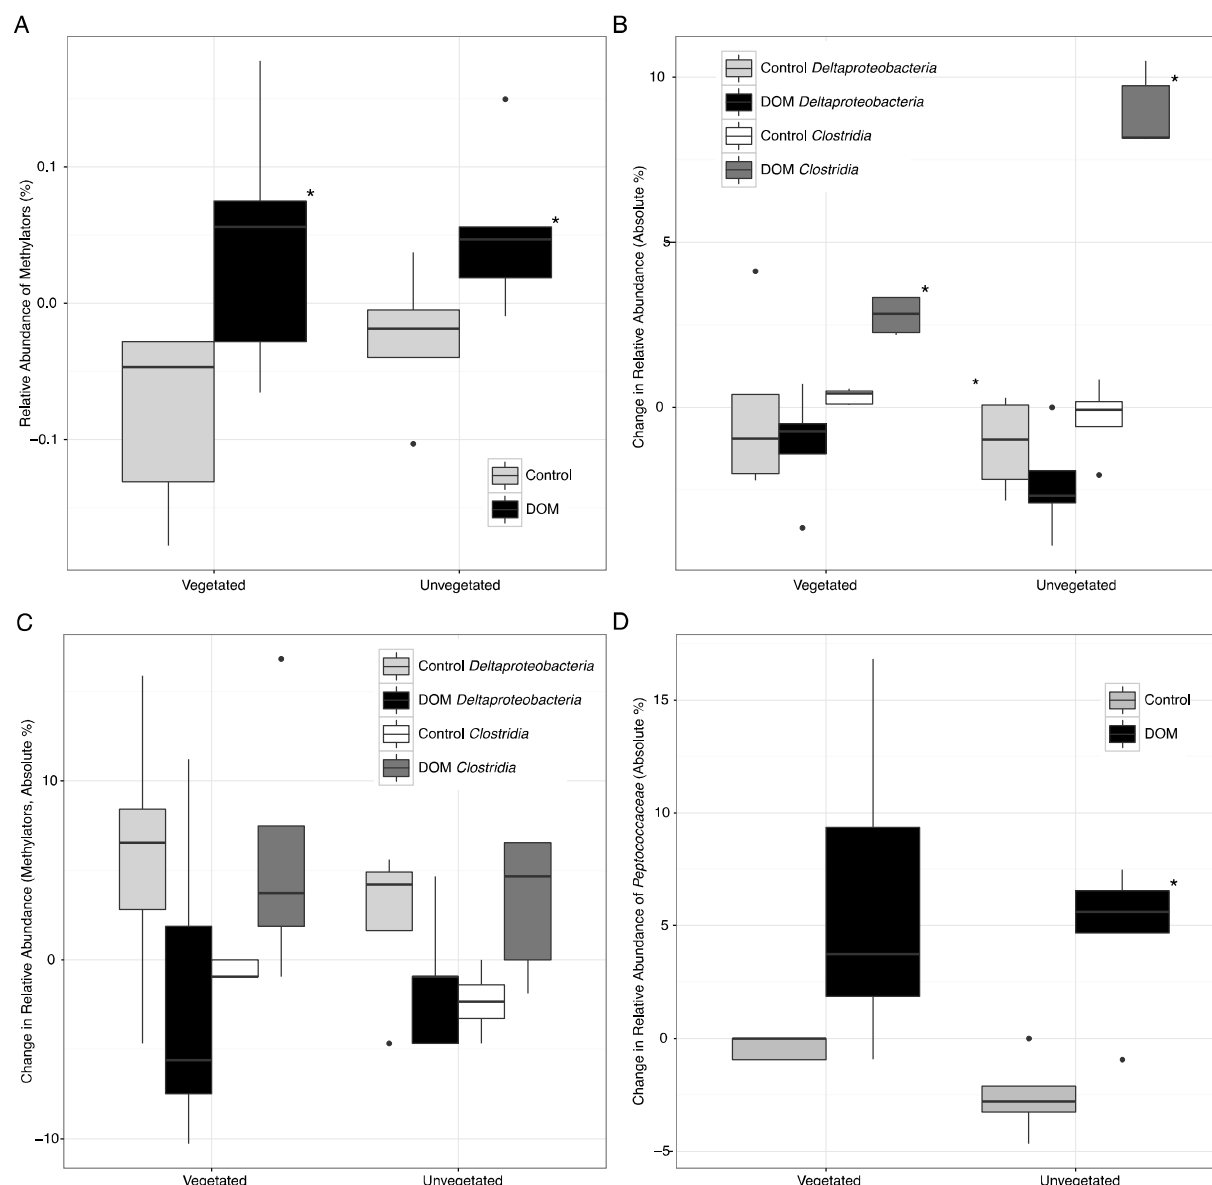 A
Relative Abundance of Methylators (%)
0.1
0.0
−0.1
*
*
Control
DOM
Vegetated
Unvegetated
B
Change in Relative Abundance (Absolute %)
10
5
0
Control Deltaproteobacteria
DOM Deltaproteobacteria
Control Clostridia
DOM Clostridia
*
*
*
Vegetated
Unvegetated
C
Change in Relative Abundance (Methylators, Absolute %)
10
0
−10
Control Deltaproteobacteria
DOM Deltaproteobacteria
Control Clostridia
DOM Clostridia
Vegetated
Unvegetated
D
Change in Relative Abundance of Peptococcaceae (Absolute %)
15
10
5
0
−5
Control
DOM
*
Vegetated
Unvegetated